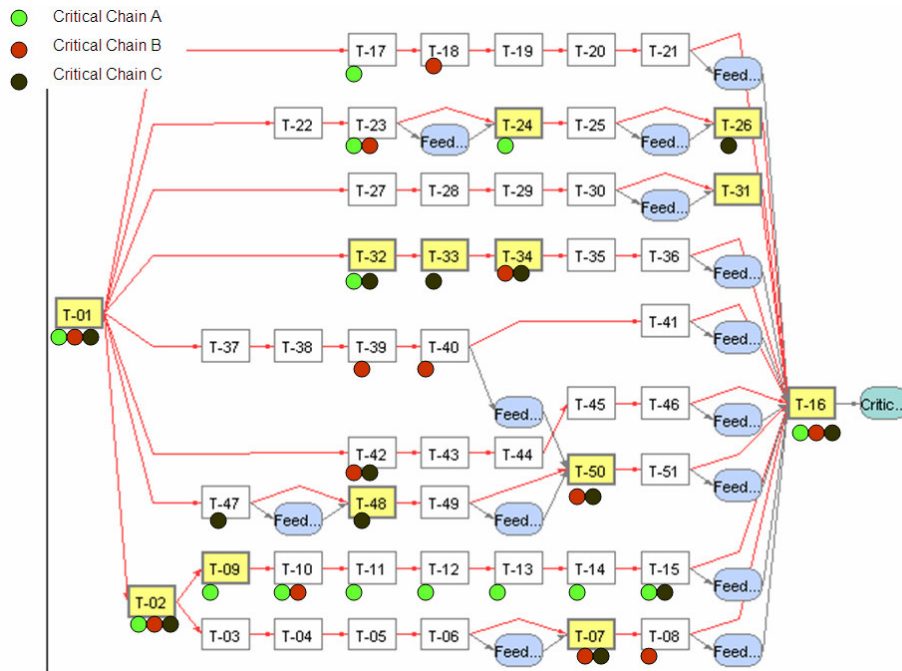 Critical Chain A
Critical Chain B
Critical Chain C
T-17 T-18 T-19 T-20 T-21
Feed...
T-22 T-23 T-24 T-25 T-26
Feed... Feed...
T-27 T-28 T-29 T-30 T-31
Feed...
T-32 T-33 T-34 T-35 T-36
Feed...
T-01
T-41
T-37 T-38 T-39 T-40
Feed...
T-45 T-46 T-16 Critic...
Feed... Feed...
T-42 T-43 T-44
T-50 T-51
Feed...
T-47 T-48 T-49
Feed... Feed...
T-09 T-10 T-11 T-12 T-13 T-14 T-15
Feed...
T-02
T-03 T-04 T-05 T-06 T-07 T-08
Feed... Feed...